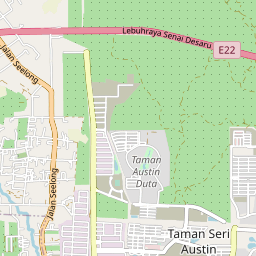 Lebuhraya Senai Desaru
E22
Jalan Seelong
Taman
Austin
Duta
Jalan Seelong
Taman Seri
Austin